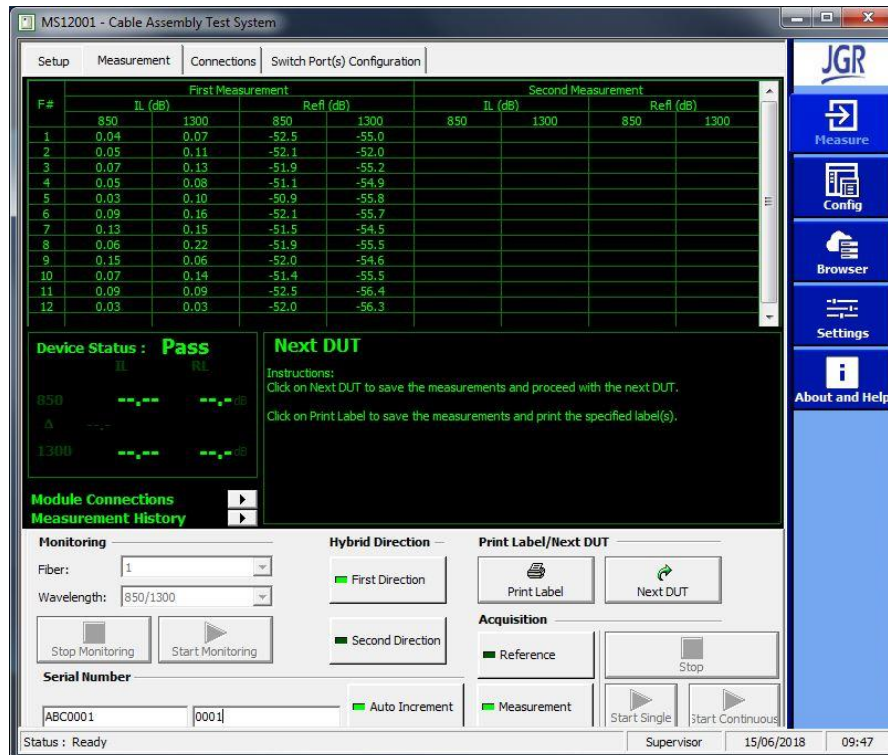 MS12001 - Cable Assembly Test System
Setup Measurement Connections Switch Port(s) Configuration
JGR
First Measurement Second Measurement
F# IL (dB) Refl (dB) IL (dB) Refl (dB)
850 1300 850 1300 850 1300 850 1300
1 0.04 0.07 -52.5 -55.0
2 0.05 0.11 -52.1 -52.0
3 0.07 0.13 -51.9 -55.2
4 0.05 0.08 -51.1 -54.9
5 0.03 0.10 -50.9 -55.8
6 0.09 0.16 -52.1 -55.7
7 0.13 0.15 -51.5 -54.5
8 0.06 0.22 -51.9 -55.5
9 0.15 0.06 -52.0 -54.6
10 0.07 0.14 -51.4 -55.5
11 0.09 0.09 -52.5 -56.4
12 0.03 0.03 -52.0 -56.3
Measure
Config
Browser
Settings
About and Help
Device Status : Pass
IL RL
850 --.-- --.- dB
Δ --.-
1300 --.-- --.- dB
Module Connections
Measurement History
Next DUT
Instructions:
Click on Next DUT to save the measurements and proceed with the next DUT.
Click on Print Label to save the measurements and print the specified label(s).
Monitoring
Fiber: 1
Wavelength: 850/1300
Stop Monitoring Start Monitoring
Hybrid Direction
First Direction
Second Direction
Print Label/Next DUT
Print Label Next DUT
Acquisition
Reference
Stop
Serial Number
ABC0001 0001
Auto Increment
Measurement
Start Single Start Continuous
Status : Ready Supervisor 15/06/2018 09:47